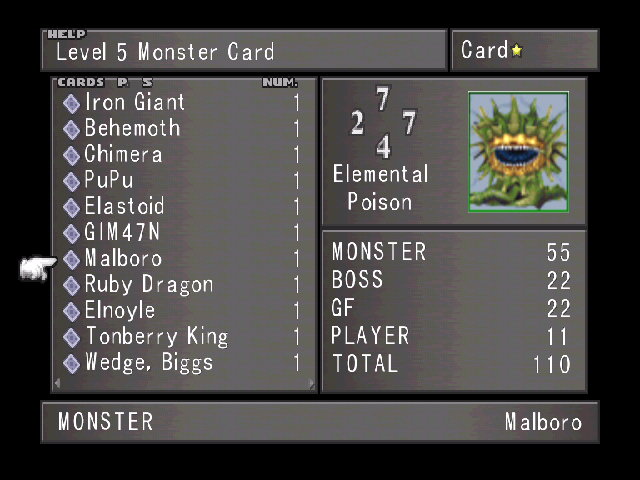 HELP
Level 5 Monster Card
Card
CARDS P. S NUM.
Iron Giant 1
Behemoth 1
Chimera 1
PuPu 1
Elastoid 1
GIM47N 1
Malboro 1
Ruby Dragon 1
Elnoyle 1
Tonberry King 1
Wedge, Biggs 1
7
2 7
4
Elemental
Poison
MONSTER 55
BOSS 22
GF 22
PLAYER 11
TOTAL 110
MONSTER Malboro